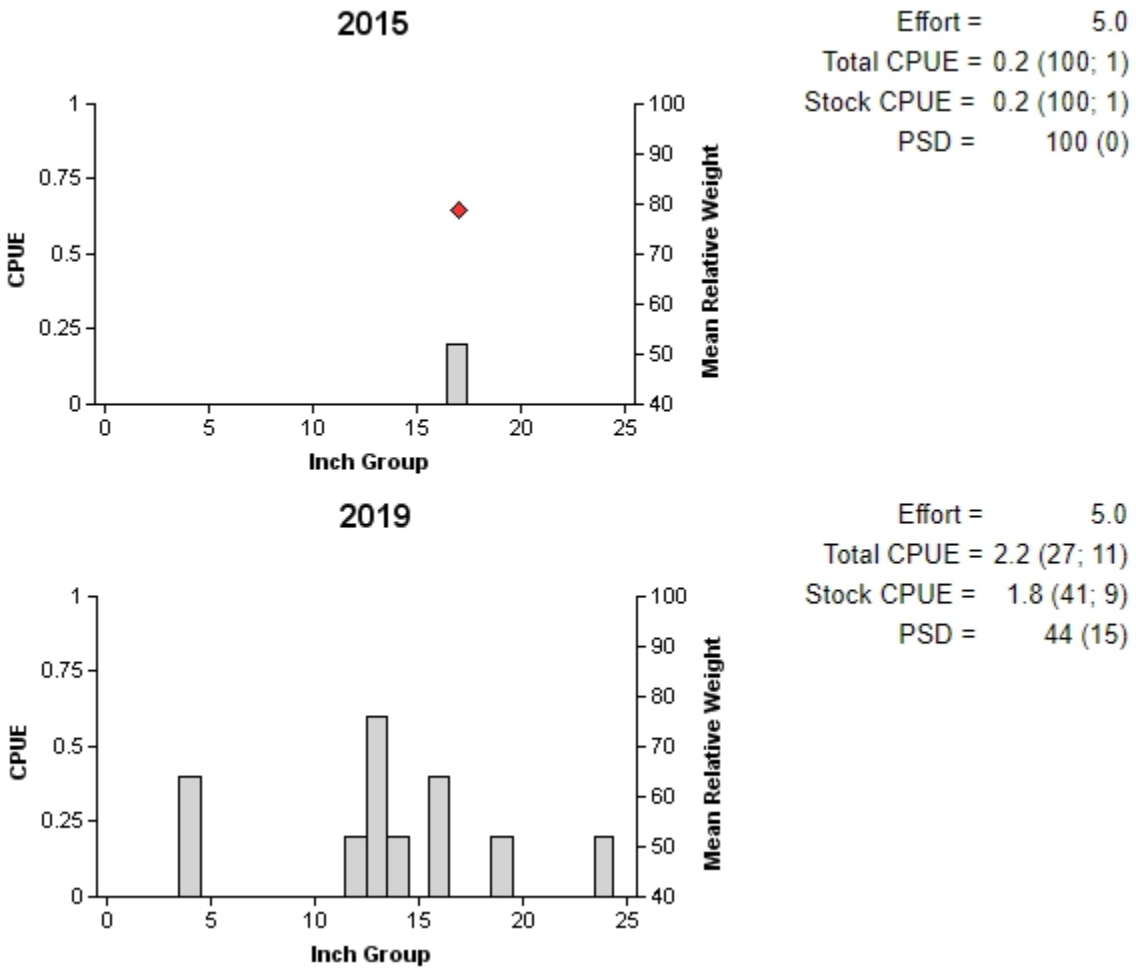 2015
Effort = 5.0
Total CPUE = 0.2 (100; 1)
Stock CPUE = 0.2 (100; 1)
PSD = 100 (0)
1
0.75
0.5
0.25
0
CPUE
100
90
80
70
60
50
40
Mean Relative Weight
0 5 10 15 20 25
Inch Group
2019
Effort = 5.0
Total CPUE = 2.2 (27; 11)
Stock CPUE = 1.8 (41; 9)
PSD = 44 (15)
1
0.75
0.5
0.25
0
CPUE
100
90
80
70
60
50
40
Mean Relative Weight
0 5 10 15 20 25
Inch Group